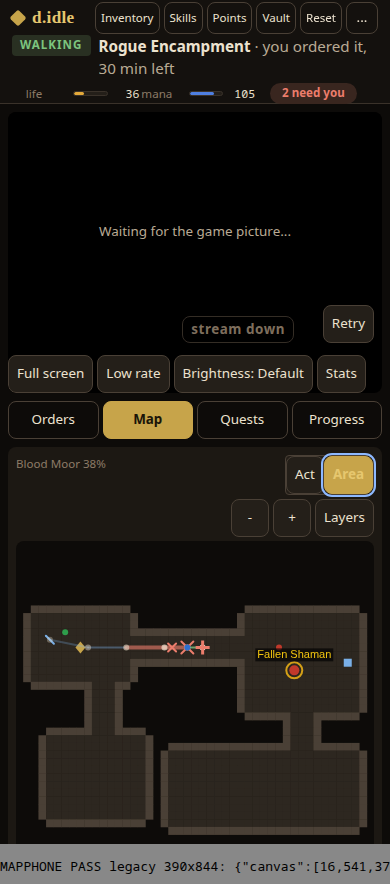 d.idle
Inventory
Skills
Points
Vault
Reset
...
WALKING
Rogue Encampment · you ordered it,
30 min left
life
36
mana
105
2 need you
Waiting for the game picture...
stream down
Retry
Full screen
Low rate
Brightness: Default
Stats
Orders
Map
Quests
Progress
Blood Moor 38%
Act
Area
-
+
Layers
Fallen Shaman
MAPPHONE PASS legacy 390x844: {"canvas":[16,541,37